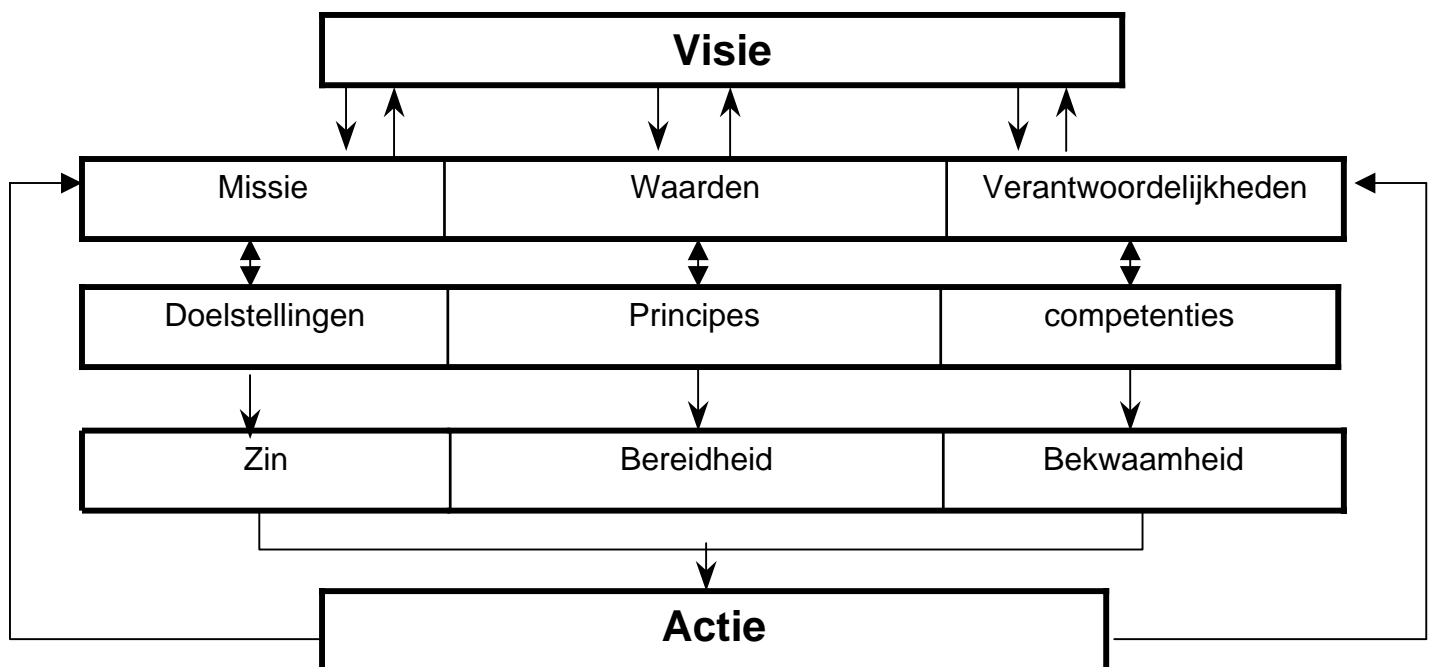 Visie
Missie Waarden Verantwoordelijkheden
Doelstellingen Principes competenties
Zin Bereidheid Bekwaamheid
Actie